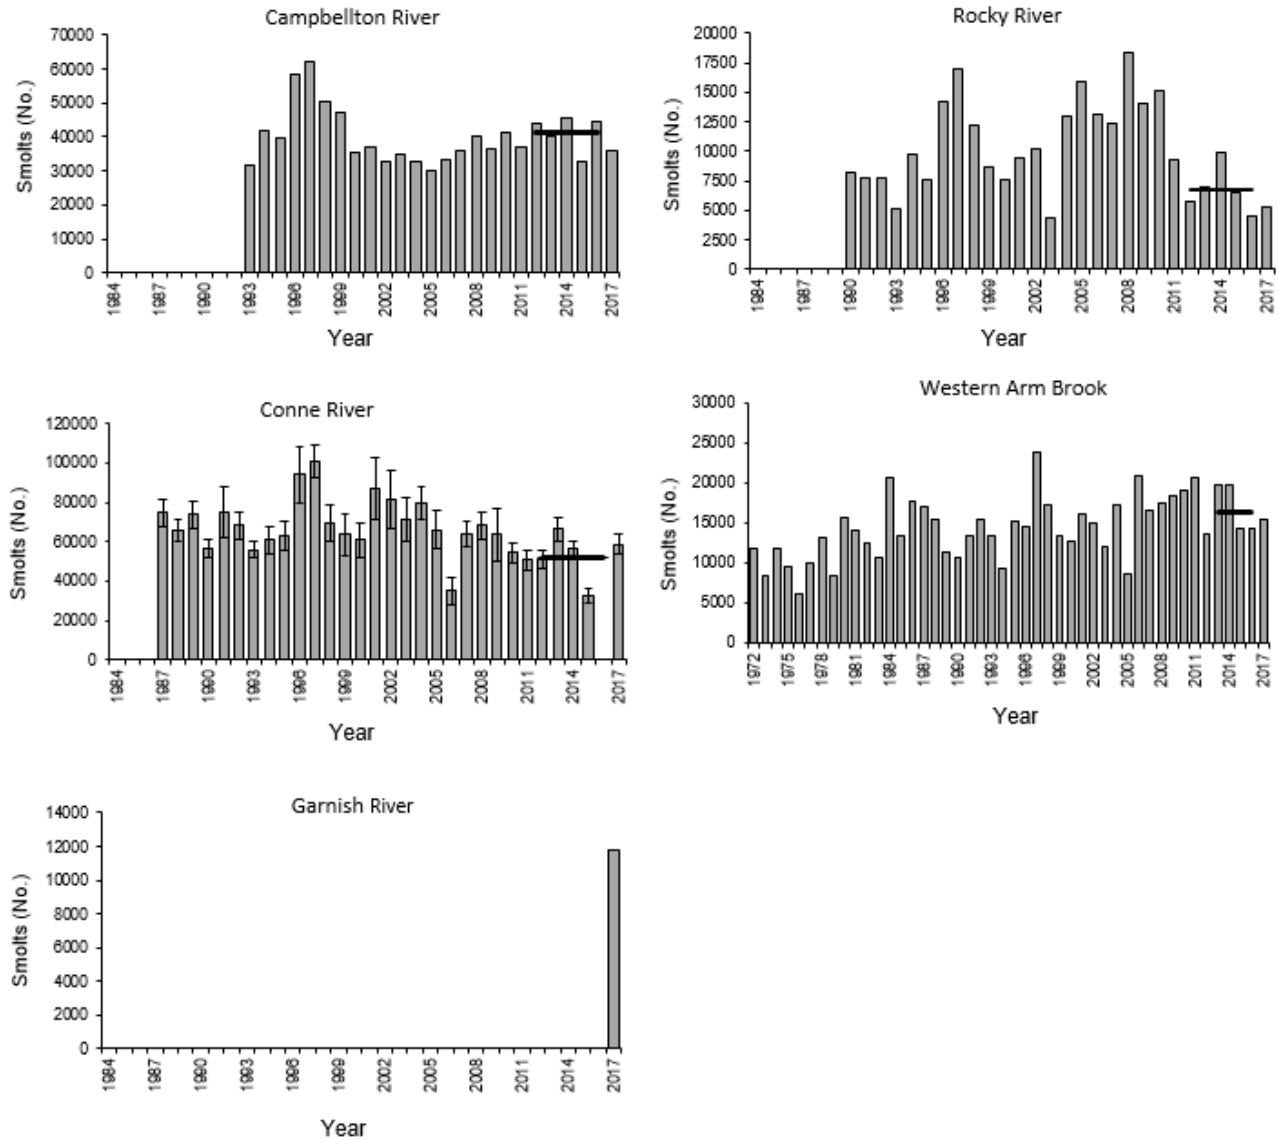 Campbellton River
70000
60000
50000
40000
30000
20000
10000
0
Smolts (No.)
1984 1987 1990 1993 1996 1999 2002 2005 2008 2011 2014 2017
Year
Rocky River
20000
17500
15000
12500
10000
7500
5000
2500
0
Smolts (No.)
1984 1987 1990 1993 1996 1999 2002 2005 2008 2011 2014 2017
Year
Conne River
120000
100000
80000
60000
40000
20000
0
Smolts (No.)
1984 1987 1990 1993 1996 1999 2002 2005 2008 2011 2014 2017
Year
Western Arm Brook
30000
25000
20000
15000
10000
5000
0
Smolts (No.)
1972 1975 1978 1981 1984 1987 1990 1993 1996 1999 2002 2005 2008 2011 2014 2017
Year
Garnish River
14000
12000
10000
8000
6000
4000
2000
0
Smolts (No.)
1984 1987 1990 1993 1996 1999 2002 2005 2008 2011 2014 2017
Year